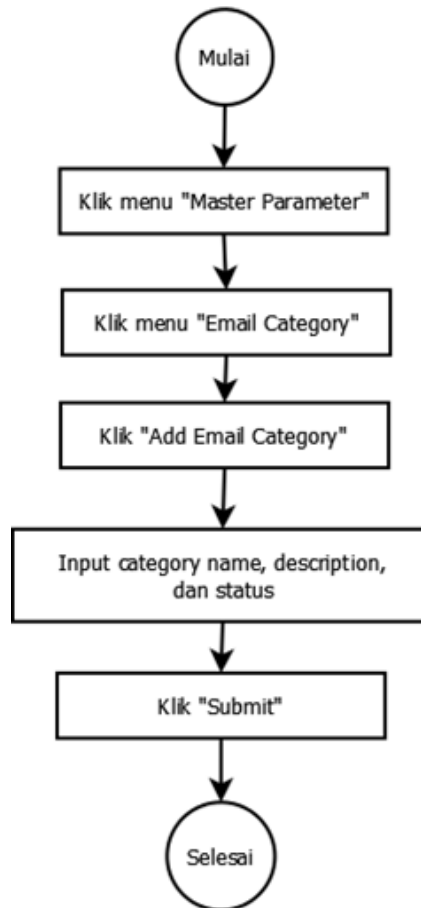 Mulai
Klik menu "Master Parameter"
Klik menu "Email Category"
Klik "Add Email Category"
Input category name, description,
dan status
Klik "Submit"
Selesai